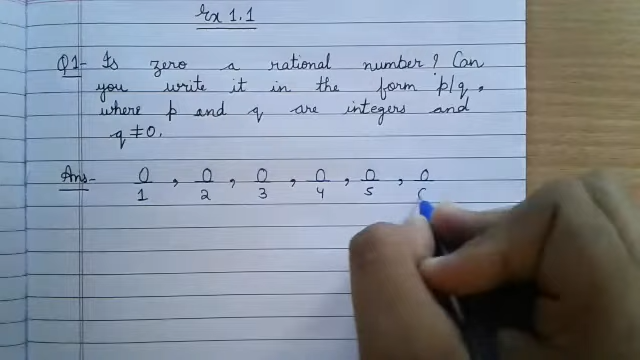 Ex 1.1
Q1- Is zero a rational number? Can
you write it in the form p/q,
where p and q are integers and
q ≠ 0.
Ans- 0/1, 0/2, 0/3, 0/4, 0/5, 0/